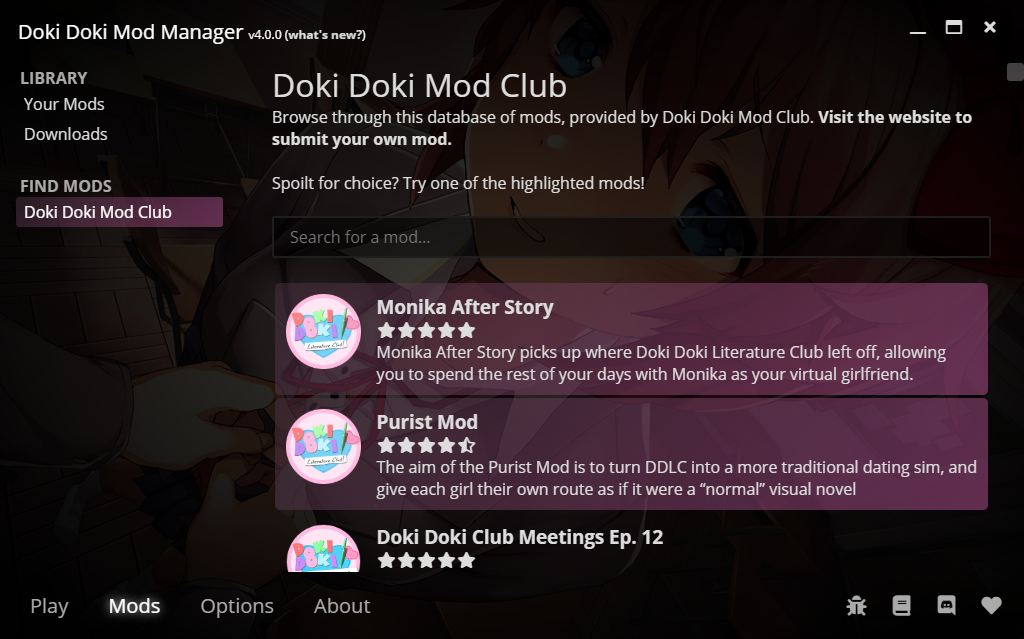 Doki Doki Mod Manager v4.0.0 (what's new?)
LIBRARY
Your Mods
Downloads
FIND MODS
Doki Doki Mod Club
Doki Doki Mod Club
Browse through this database of mods, provided by Doki Doki Mod Club. Visit the website to
submit your own mod.
Spoilt for choice? Try one of the highlighted mods!
Search for a mod...
DOKI
DOKI
Literature Club!
Monika After Story
Monika After Story picks up where Doki Doki Literature Club left off, allowing
you to spend the rest of your days with Monika as your virtual girlfriend.
DOKI
DOKI
Literature Club!
Purist Mod
The aim of the Purist Mod is to turn DDLC into a more traditional dating sim, and
give each girl their own route as if it were a “normal” visual novel
DOKI
DOKI
Doki Doki Club Meetings Ep. 12
Play
Mods
Options
About